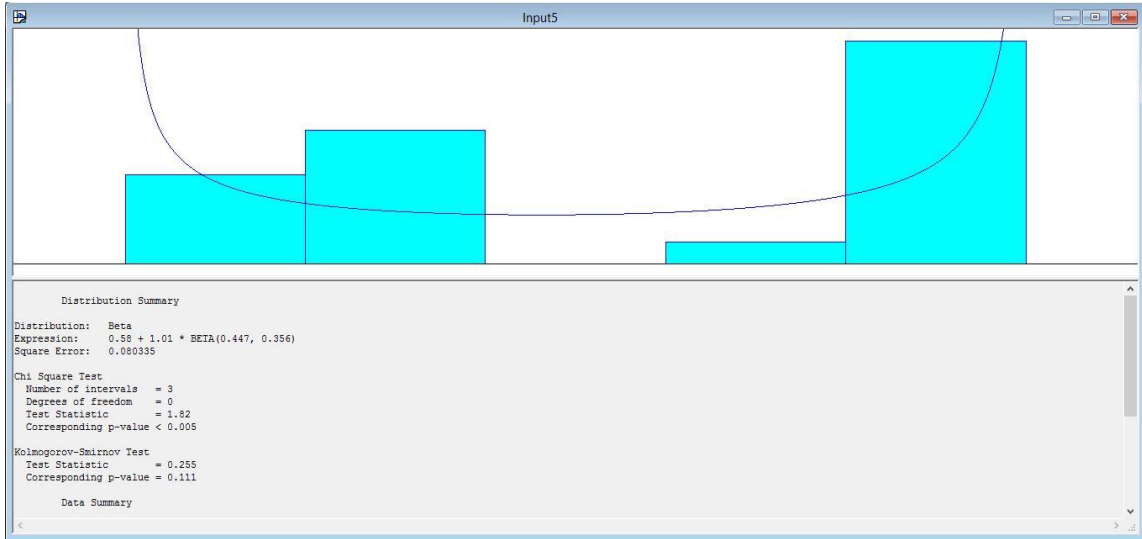 Input5
Distribution Summary
Distribution: Beta
Expression: 0.58 + 1.01 * BETA(0.447, 0.356)
Square Error: 0.080335
Chi Square Test
Number of intervals = 3
Degrees of freedom = 0
Test Statistic = 1.82
Corresponding p-value < 0.005
Kolmogorov-Smirnov Test
Test Statistic = 0.255
Corresponding p-value = 0.111
Data Summary